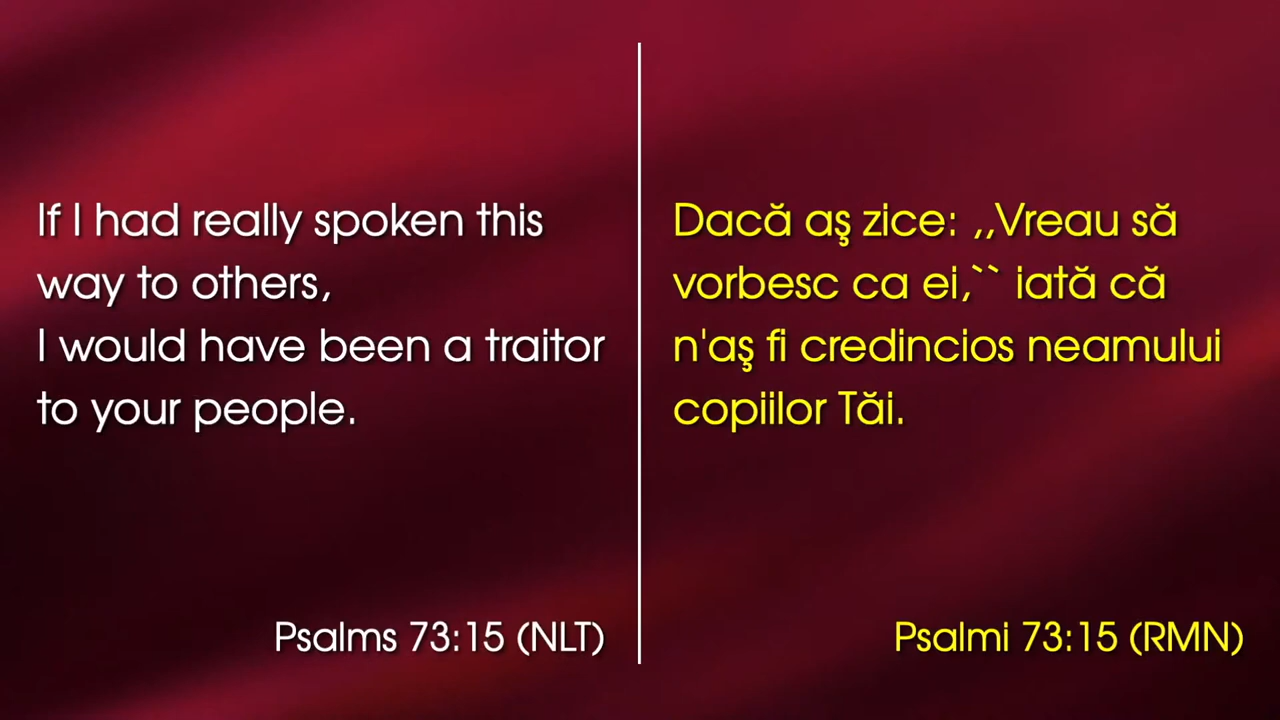 If I had really spoken this
way to others,
I would have been a traitor
to your people.
Psalms 73:15 (NLT)
Dacă aş zice: ,,Vreau să
vorbesc ca ei,`` iată că
n'aş fi credincios neamului
copiilor Tăi.
Psalmi 73:15 (RMN)